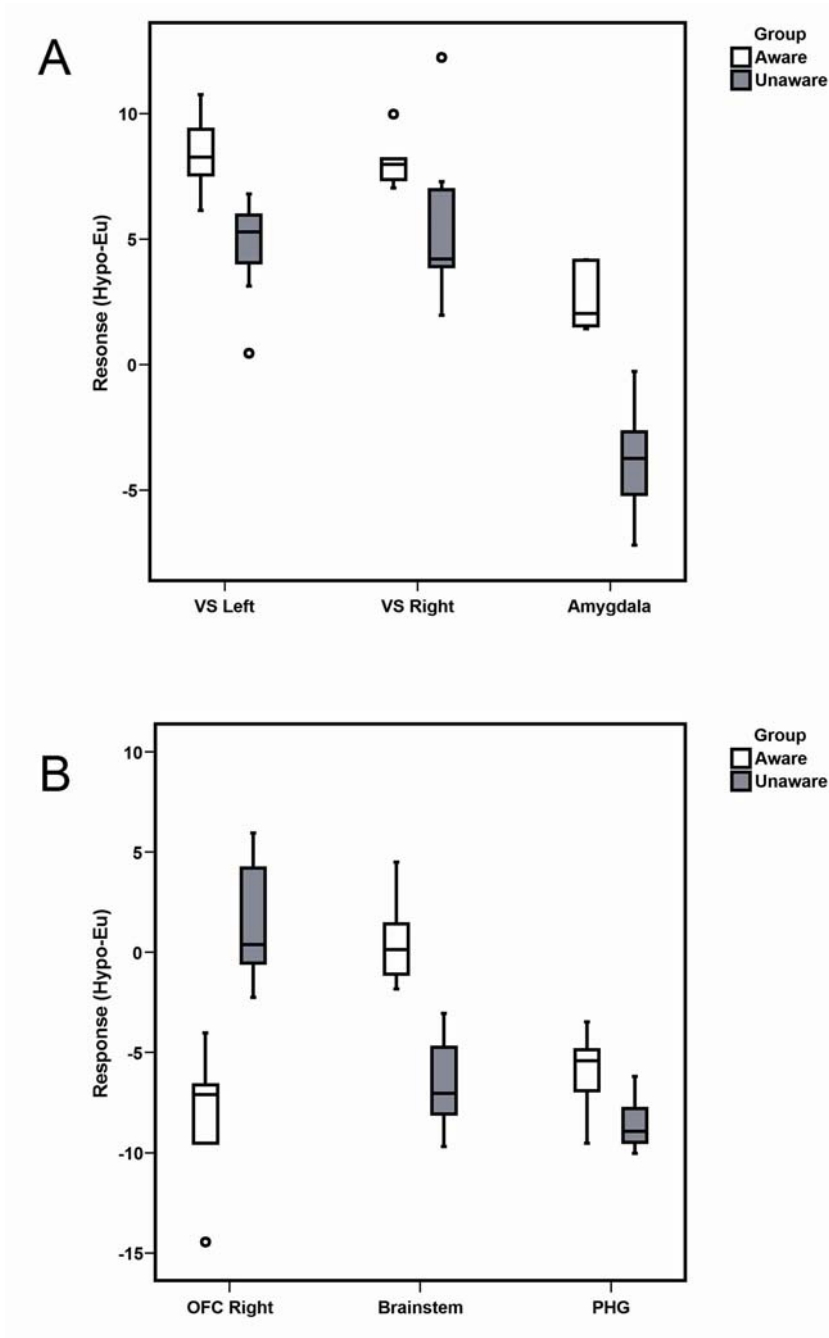 A
Group
Aware
Unaware
10
5
0
-5
Resonse (Hypo-Eu)
VS Left
VS Right
Amygdala
B
Group
Aware
Unaware
10
5
0
-5
-10
-15
Response (Hypo-Eu)
OFC Right
Brainstem
PHG